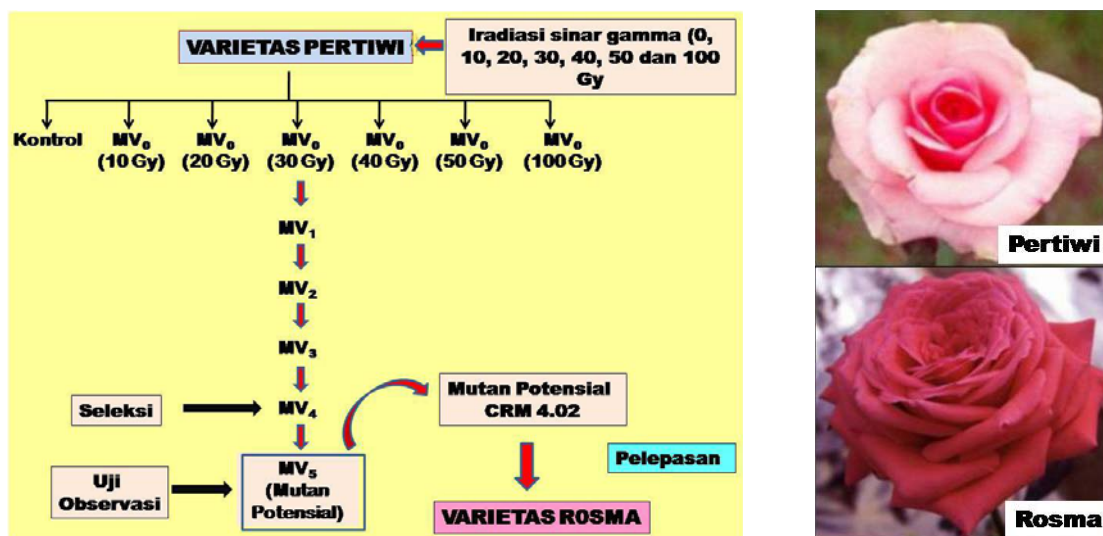 VARIETAS PERTIWI
Iradiasi sinar gamma (0,
10, 20, 30, 40, 50 dan 100
Gy
Kontrol
MV₀
(10 Gy)
MV₀
(20 Gy)
MV₀
(30 Gy)
MV₀
(40 Gy)
MV₀
(50 Gy)
MV₀
(100 Gy)
MV₁
MV₂
MV₃
Seleksi
MV₄
Uji
Observasi
MV₅
(Mutan
Potensial)
Mutan Potensial
CRM 4.02
Pelepasan
VARIETAS ROSMA
Pertiwi
Rosma